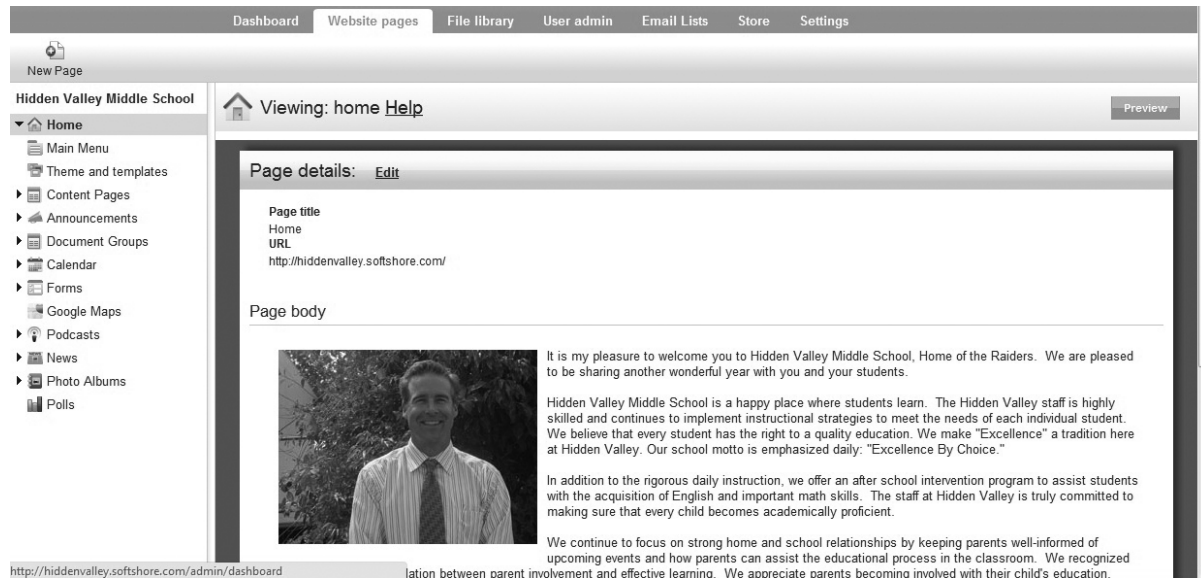 Dashboard Website pages File library User admin Email Lists Store Settings
New Page
Hidden Valley Middle School
Home
Main Menu
Theme and templates
Content Pages
Announcements
Document Groups
Calendar
Forms
Google Maps
Podcasts
News
Photo Albums
Polls
Viewing: home Help
Preview
Page details: Edit
Page title
Home
URL
http://hiddenvalley.softshore.com/
Page body
It is my pleasure to welcome you to Hidden Valley Middle School, Home of the Raiders. We are pleased
to be sharing another wonderful year with you and your students.
Hidden Valley Middle School is a happy place where students learn. The Hidden Valley staff is highly
skilled and continues to implement instructional strategies to meet the needs of each individual student.
We believe that every student has the right to a quality education. We make "Excellence" a tradition here
at Hidden Valley. Our school motto is emphasized daily: "Excellence By Choice."
In addition to the rigorous daily instruction, we offer an after school intervention program to assist students
with the acquisition of English and important math skills. The staff at Hidden Valley is truly committed to
making sure that every child becomes academically proficient.
We continue to focus on strong home and school relationships by keeping parents well-informed of
upcoming events and how parents can assist the educational process in the classroom. We recognized
lation between parent involvement and effective learning. We appreciate parents becoming involved with their child's education.
http://hiddenvalley.softshore.com/admin/dashboard